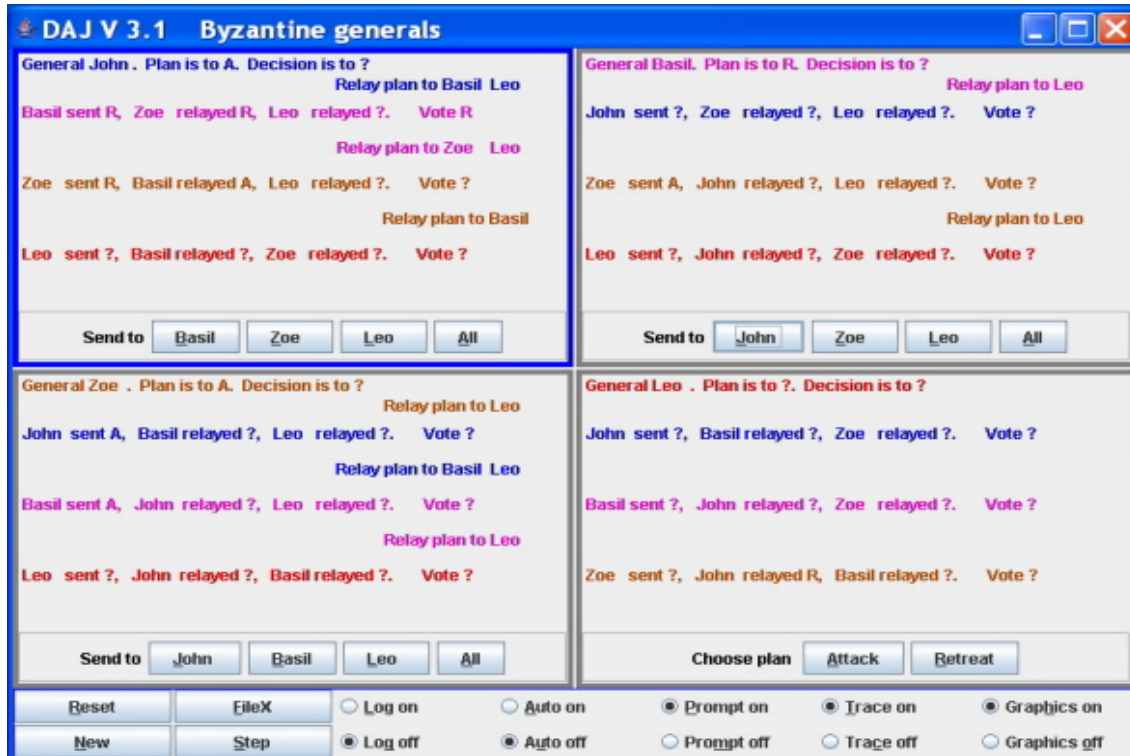 DAJ V 3.1 Byzantine generals
General John . Plan is to A. Decision is to ?
Relay plan to Basil Leo
Basil sent R, Zoe relayed R, Leo relayed ?. Vote R
Relay plan to Zoe Leo
Zoe sent R, Basil relayed A, Leo relayed ?. Vote ?
Relay plan to Basil
Leo sent ?, Basil relayed ?, Zoe relayed ?. Vote ?
Send to Basil Zoe Leo All
General Basil. Plan is to R. Decision is to ?
Relay plan to Leo
John sent ?, Zoe relayed ?, Leo relayed ?. Vote ?
Zoe sent A, John relayed ?, Leo relayed ?. Vote ?
Relay plan to Leo
Leo sent ?, John relayed ?, Zoe relayed ?. Vote ?
Send to John Zoe Leo All
General Zoe . Plan is to A. Decision is to ?
Relay plan to Leo
John sent A, Basil relayed ?, Leo relayed ?. Vote ?
Relay plan to Basil Leo
Basil sent A, John relayed ?, Leo relayed ?. Vote ?
Relay plan to Leo
Leo sent ?, John relayed ?, Basil relayed ?. Vote ?
Send to John Basil Leo All
General Leo . Plan is to ?. Decision is to ?
John sent ?, Basil relayed ?, Zoe relayed ?. Vote ?
Basil sent ?, John relayed ?, Zoe relayed ?. Vote ?
Zoe sent ?, John relayed R, Basil relayed ?. Vote ?
Choose plan Attack Retreat
Reset FileX Log on Auto on Prompt on Trace on Graphics on
New Step Log off Auto off Prompt off Trace off Graphics off